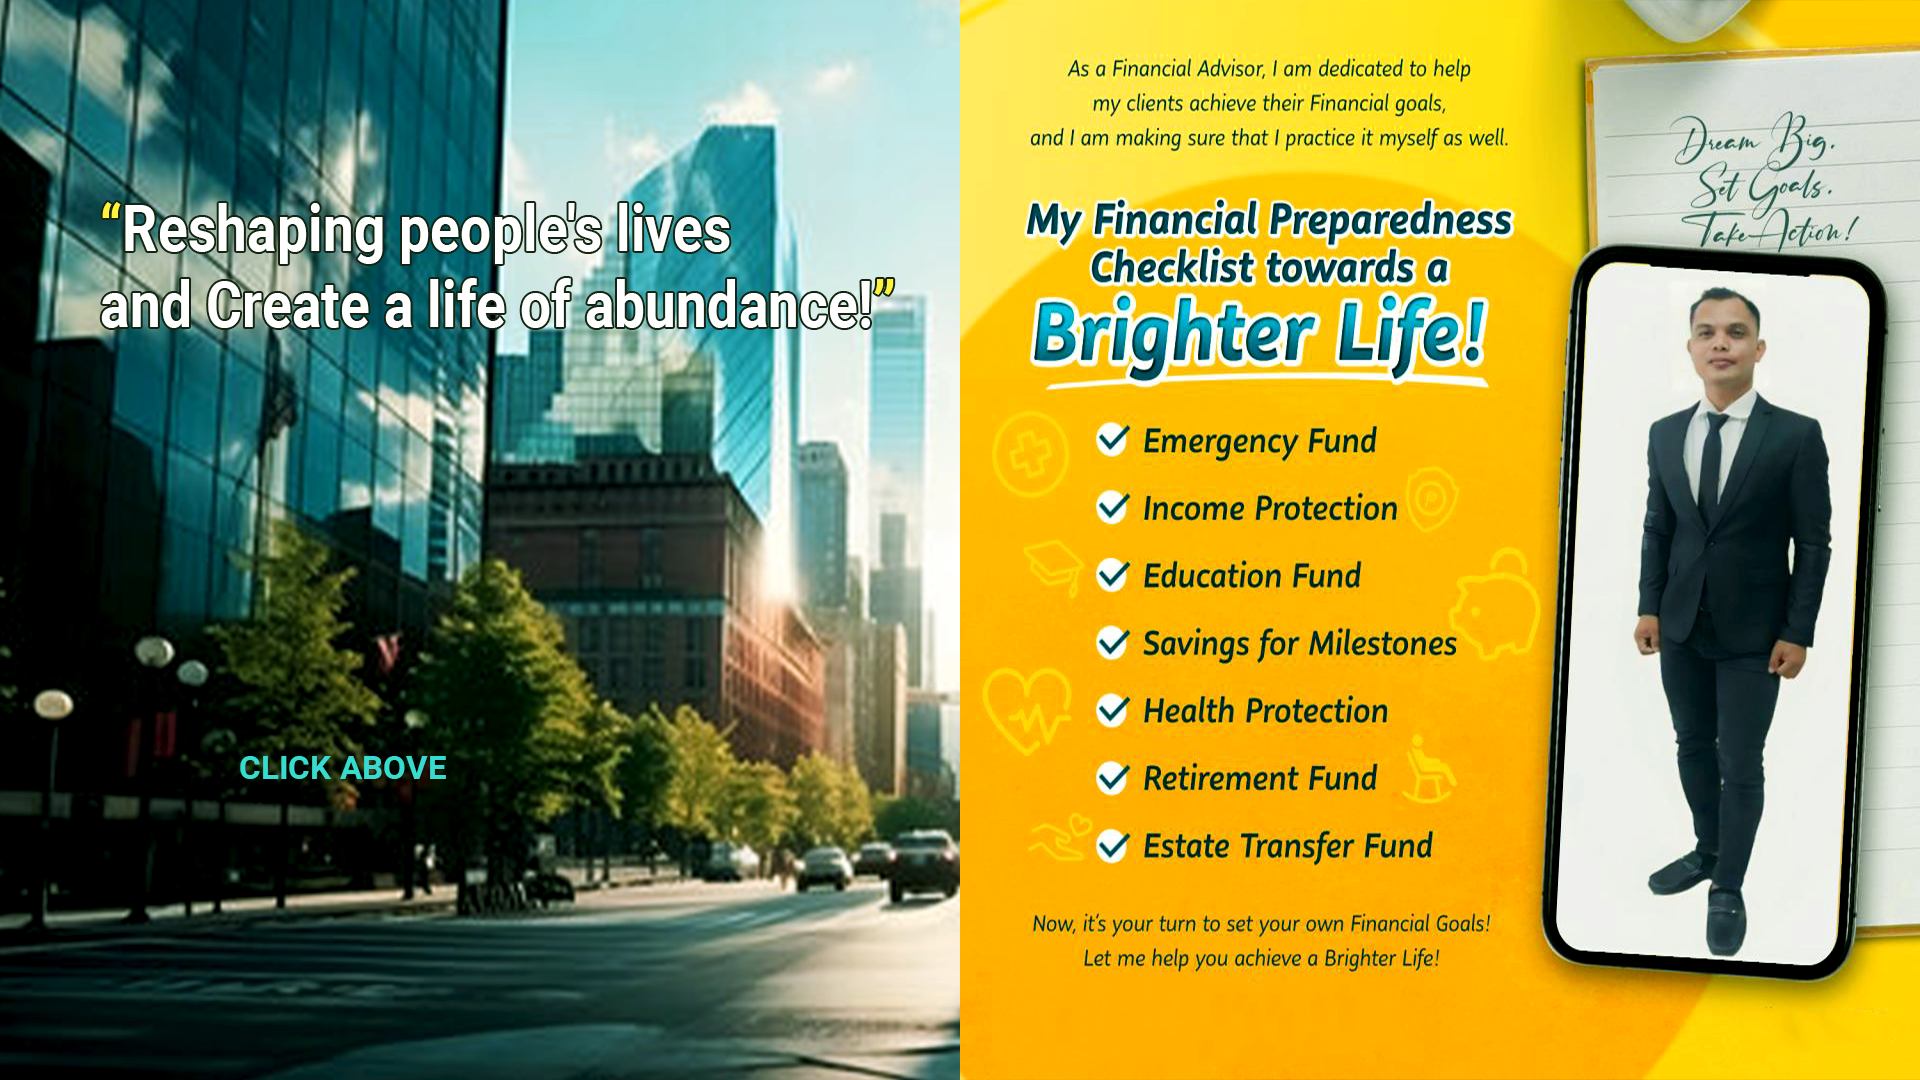 “Reshaping people's lives
and Create a life of abundance!”
CLICK ABOVE
As a Financial Advisor, I am dedicated to help
my clients achieve their Financial goals,
and I am making sure that I practice it myself as well.
My Financial Preparedness
Checklist towards a
Brighter Life!
Emergency Fund
Income Protection
Education Fund
Savings for Milestones
Health Protection
Retirement Fund
Estate Transfer Fund
Now, it's your turn to set your own Financial Goals!
Let me help you achieve a Brighter Life!
Dream Big.
Set Goals.
Take Action!
P